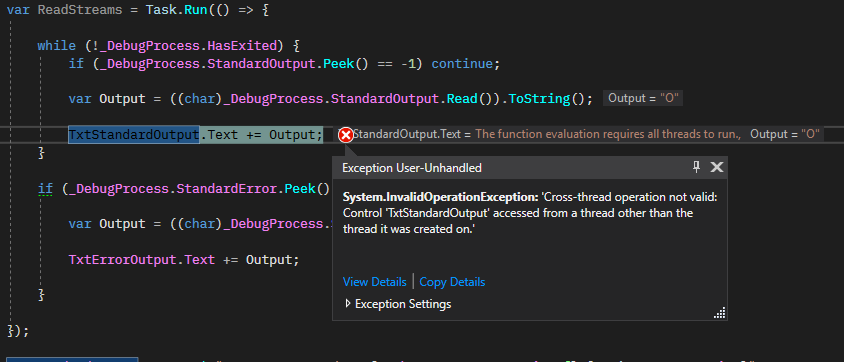 var ReadStreams = Task.Run(() => {
while (!_DebugProcess.HasExited) {
if (_DebugProcess.StandardOutput.Peek() == -1) continue;
var Output = ((char)_DebugProcess.StandardOutput.Read()).ToString(); Output = "O"
TxtStandardOutput.Text += Output; StandardOutput.Text = The function evaluation requires all threads to run., Output = "O"
}
Exception User-Unhandled
System.InvalidOperationException: 'Cross-thread operation not valid:
Control 'TxtStandardOutput' accessed from a thread other than the
thread it was created on.'
View Details | Copy Details
Exception Settings
if (_DebugProcess.StandardError.Peek()
var Output = ((char)_DebugProcess.
TxtErrorOutput.Text += Output;
}
});